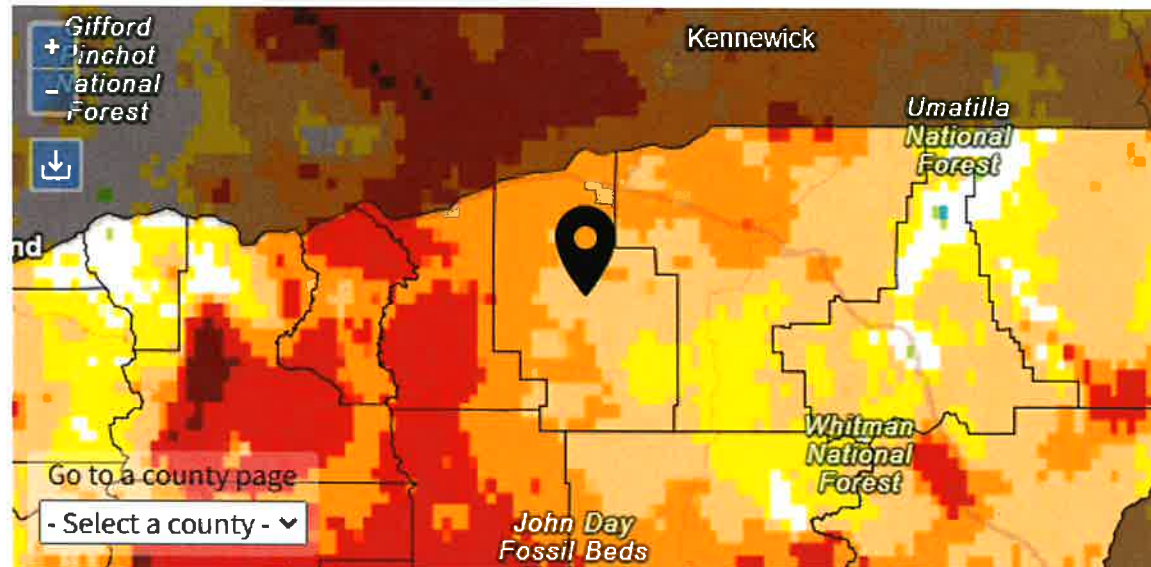 Gifford
Pinchot
National
Forest
+
-
Kennewick
Umatilla
National
Forest
nd
Whitman
National
Forest
Go to a county page
- Select a county -
John Day
Fossil Beds